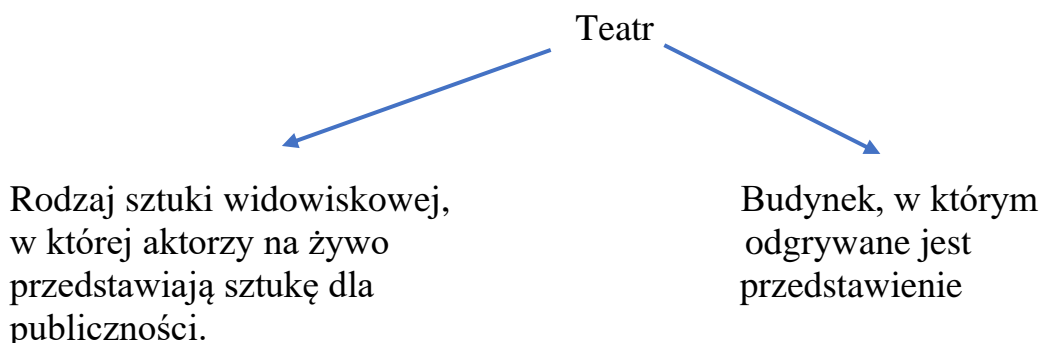 Teatr
Rodzaj sztuki widowiskowej,
w której aktorzy na żywo
przedstawiają sztukę dla
publiczności.
Budynek, w którym
odgrywane jest
przedstawienie